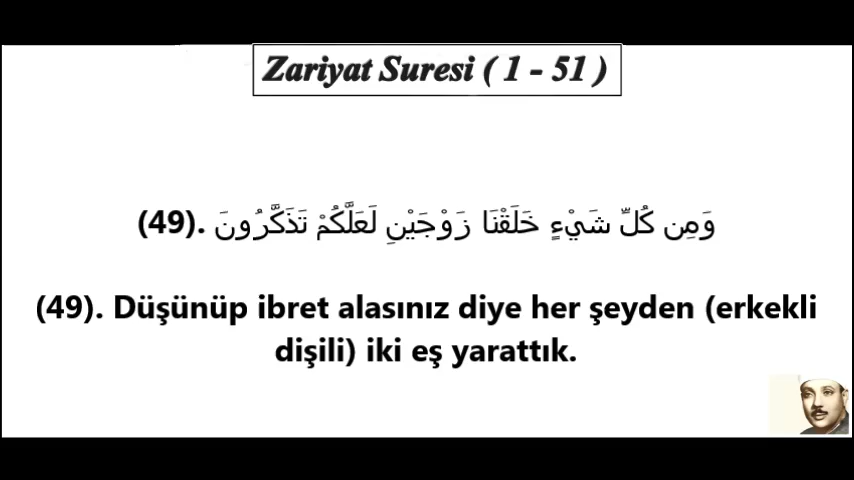 Zariyat Suresi ( 1 - 51 )
وَمِن كُلِّ شَيْءٍ خَلَقْنَا زَوْجَيْنِ لَعَلَّكُمْ تَذَكَّرُونَ .(49)
(49). Düşünüp ibret alasınız diye her şeyden (erkekli
dişili) iki eş yarattık.